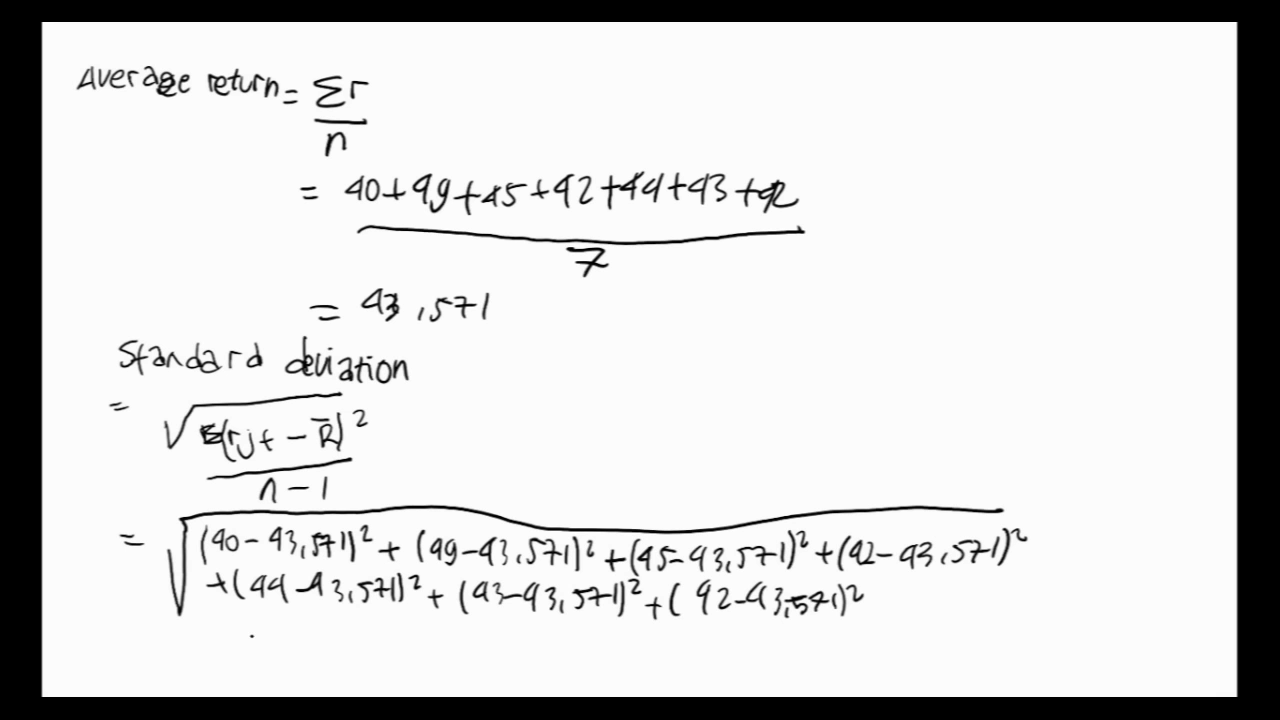 Average return = Σr
n
= 40+49+45+42+44+43+42
7
= 43,571
Standard deviation
= √Σ(rjt - R̄)²
n-1
= √(40-43,571)² + (49-43,571)² + (45-43,571)² + (42-43,571)²
+(44-43,571)² + (43-43,571)² + (42-43,571)²